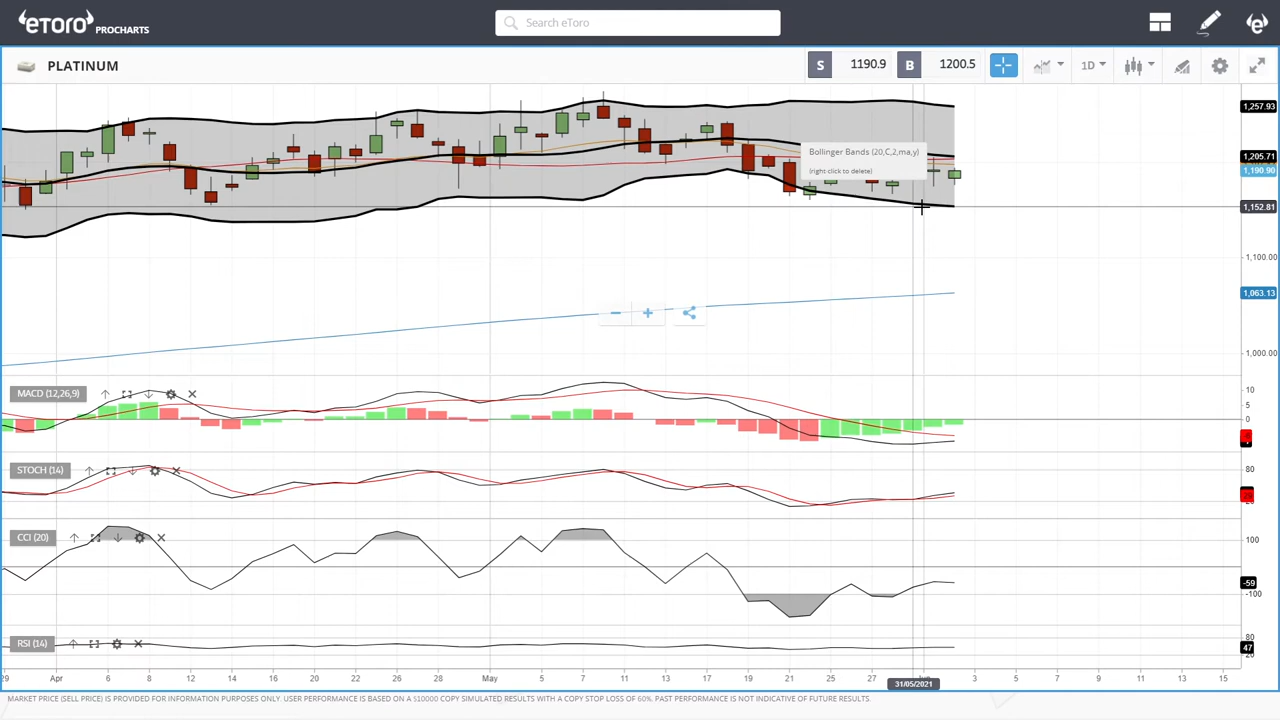 eToro PROCHARTS
Search eToro
PLATINUM
S 1190.9 B 1200.5
1D
1,257.93
Bollinger Bands (20,C,2,ma,y)
(right click to delete)
1,205.71
1,190.90
1,152.81
1,100.00
1,063.13
1,000.00
MACD (12,26,9)
10
5
0
STOCH (14)
80
CCI (20)
100
-59
-100
RSI (14)
80
47
20
29 Apr 6 8 12 14 16 20 22 26 28 May 5 7 11 13 17 19 21 25 27 31/05/2021 3 7 9 11 15
MARKET PRICE (SELL PRICE) IS PROVIDED FOR INFORMATION PURPOSES ONLY. USER PERFORMANCE IS BASED ON A $10000 COPY SIMULATED RESULTS WITH A COPY STOP LOSS OF 60%. PAST PERFORMANCE IS NOT INDICATIVE OF FUTURE RESULTS.